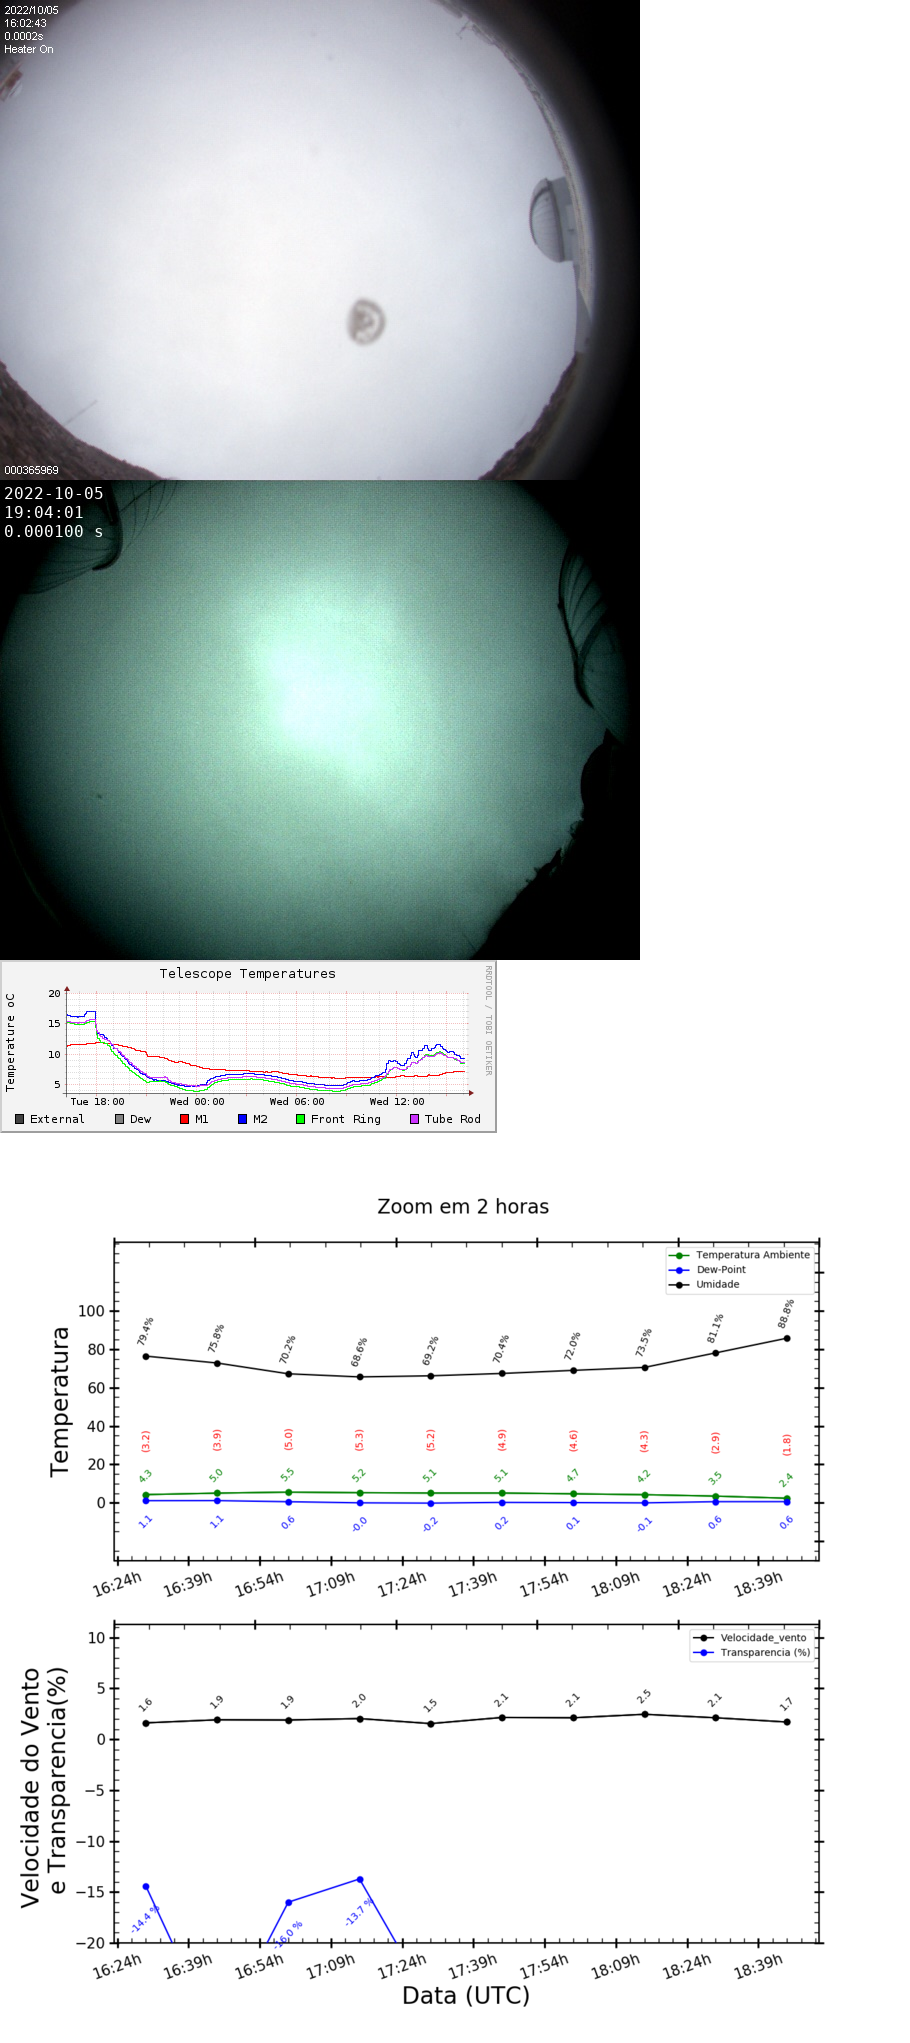 2022/10/05
16:02:43
0.0002s
Heater On
000365969
2022-10-05
19:04:01
0.000100 s
Telescope Temperatures
RRDTOOL / TOBI OETIKER
Temperature oC
20
15
10
5
Tue 18:00 Wed 00:00 Wed 06:00 Wed 12:00
External Dew M1 M2 Front Ring Tube Rod
Zoom em 2 horas
Temperatura Ambiente
Dew-Point
Umidade
Temperatura
100
80
60
40
20
0
79.4% 75.8% 70.2% 68.6% 69.2% 70.4% 72.0% 73.5% 81.1% 88.8%
(3.2) (3.9) (5.0) (5.3) (5.2) (4.9) (4.6) (4.3) (2.9) (1.8)
4.3 5.0 5.5 5.2 5.1 5.1 4.7 4.2 3.5 2.4
1.1 1.1 0.6 -0.0 -0.2 0.2 0.1 -0.1 0.6 0.6
16:24h 16:39h 16:54h 17:09h 17:24h 17:39h 17:54h 18:09h 18:24h 18:39h
Velocidade_vento
Transparencia (%)
Velocidade do Vento
e Transparencia(%)
10
5
0
−5
−10
−15
−20
1.6 1.9 1.9 2.0 1.5 2.1 2.1 2.5 2.1 1.7
-14.4 % -16.0 % -13.7 %
16:24h 16:39h 16:54h 17:09h 17:24h 17:39h 17:54h 18:09h 18:24h 18:39h
Data (UTC)